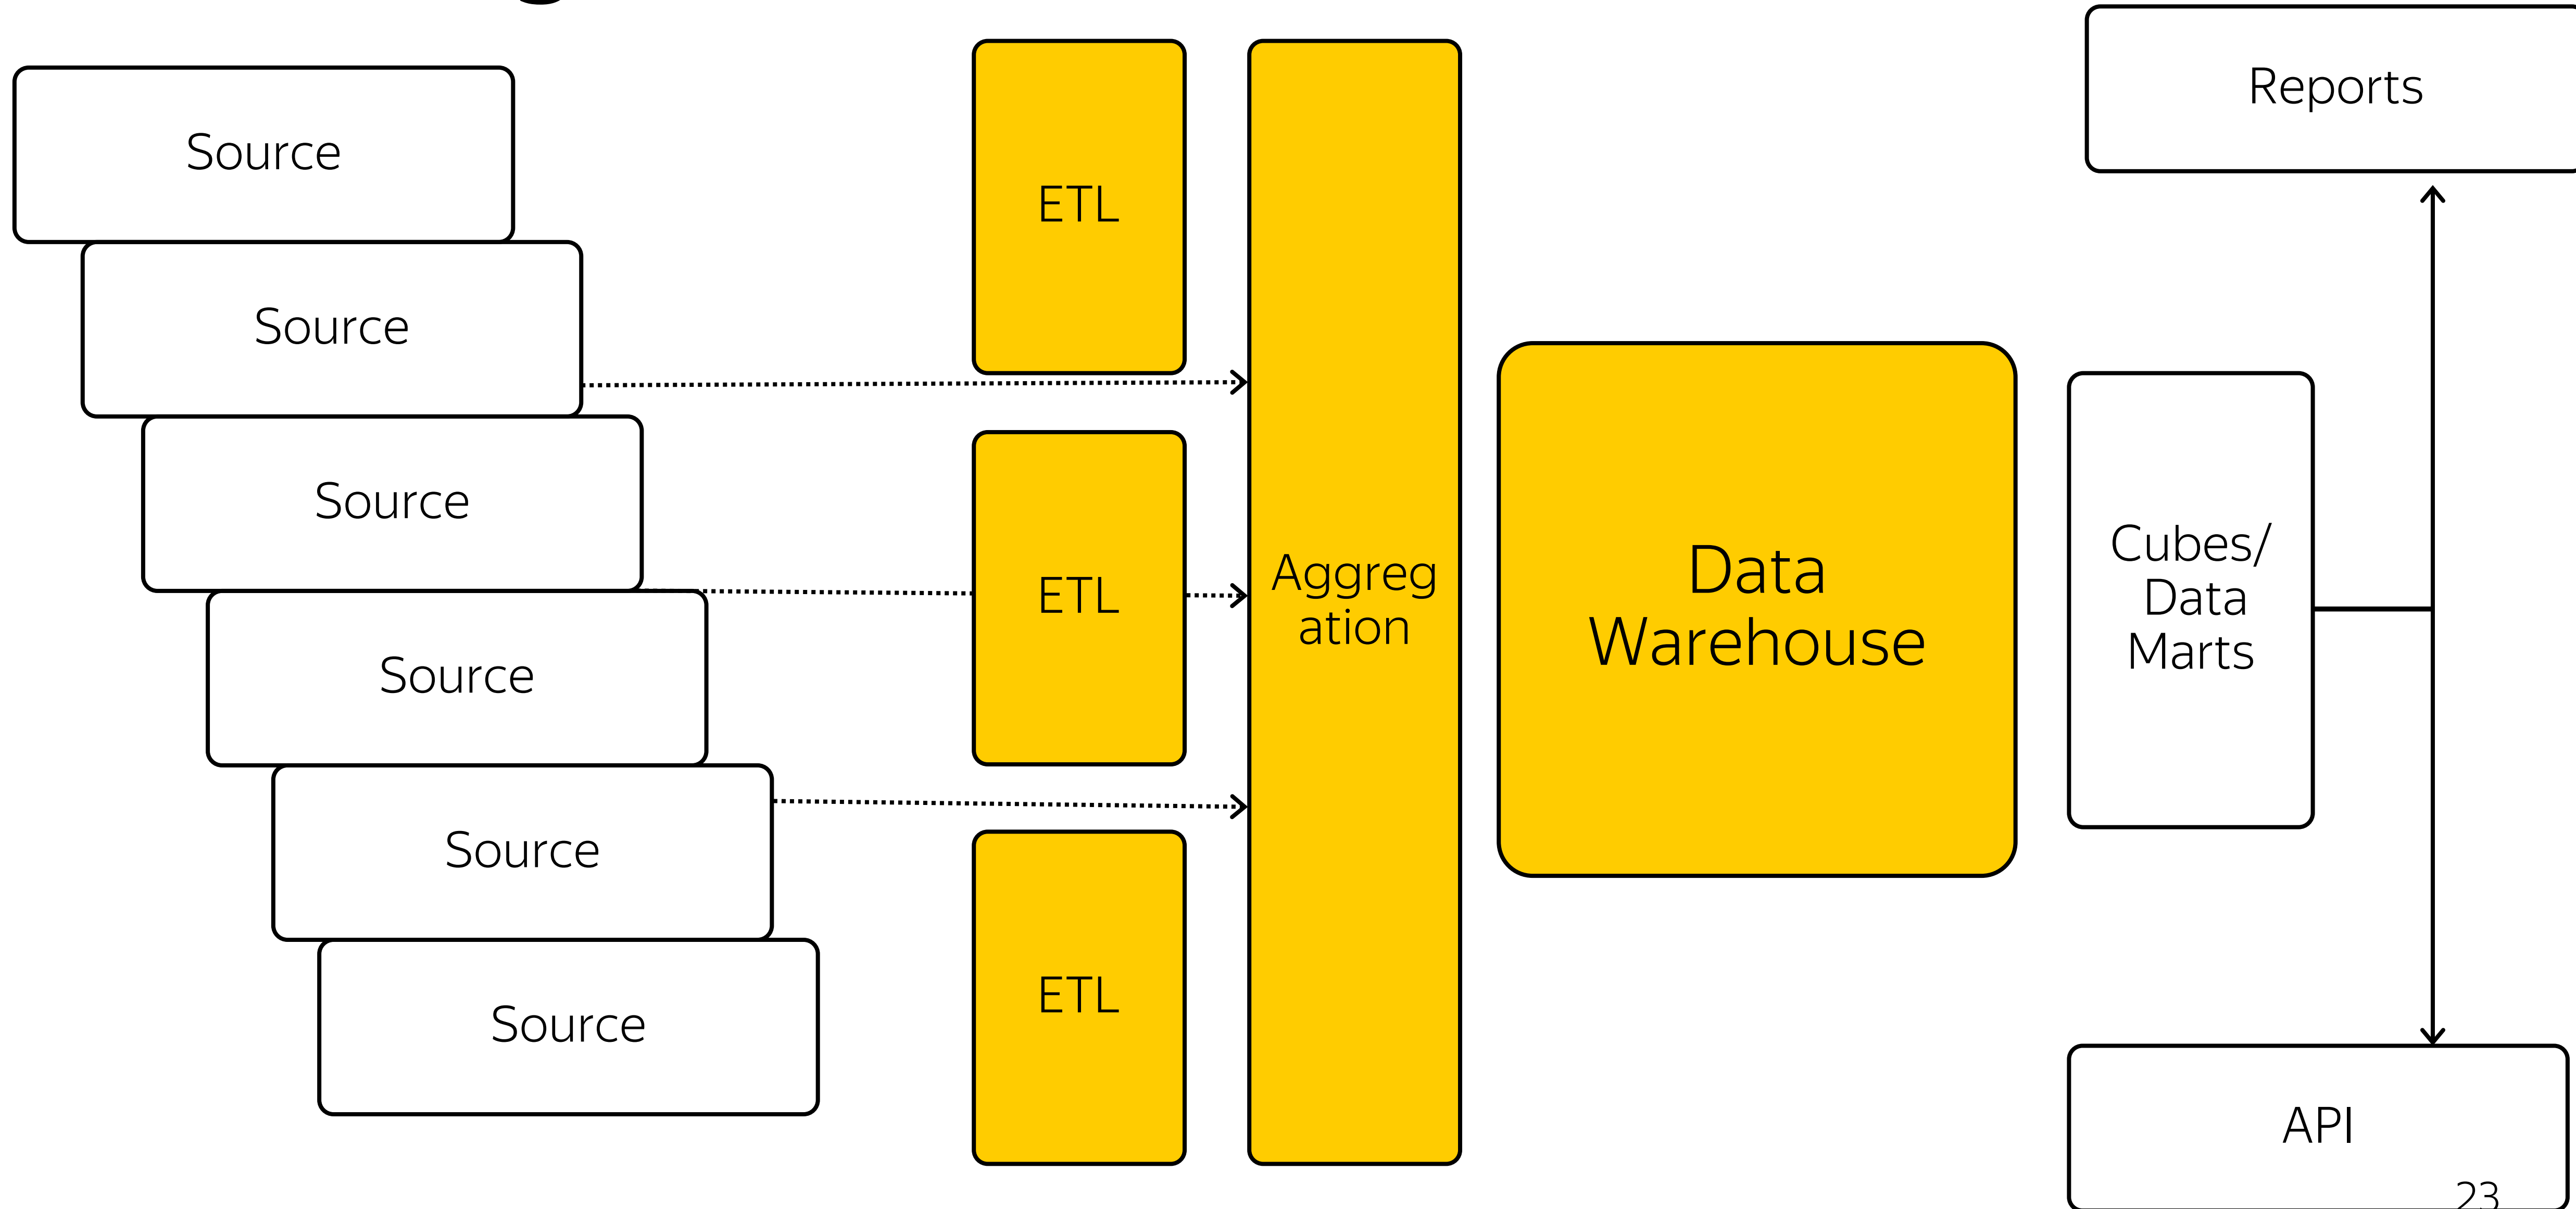 Source
Source
Source
Source
Source
Source
ETL
ETL
ETL
Aggreg
ation
Data
Warehouse
Cubes/
Data
Marts
Reports
API
23